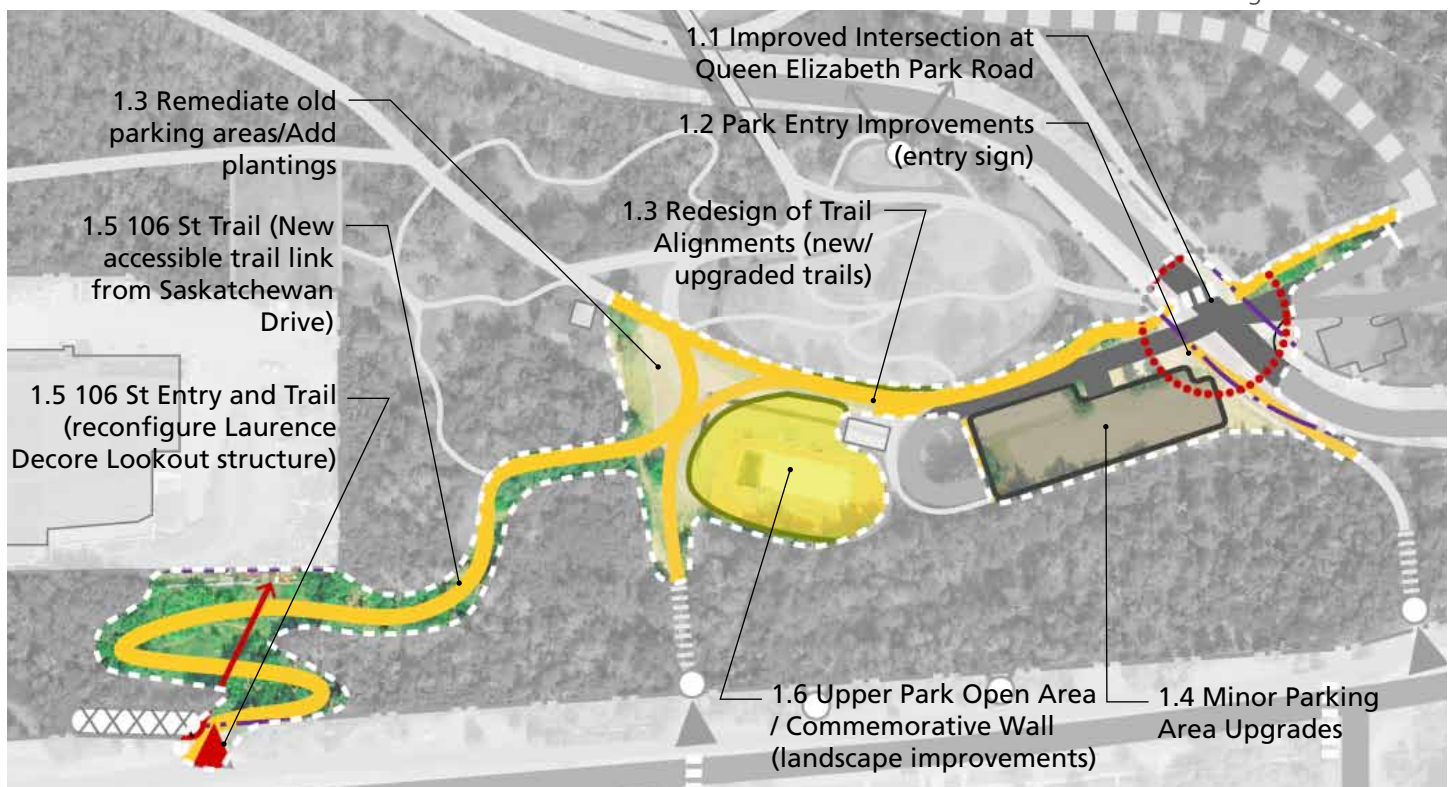 1.1 Improved Intersection at
Queen Elizabeth Park Road
1.3 Remediate old
parking areas/Add
plantings
1.2 Park Entry Improvements
(entry sign)
1.5 106 St Trail (New
accessible trail link
from Saskatchewan
Drive)
1.3 Redesign of Trail
Alignments (new/
upgraded trails)
1.5 106 St Entry and Trail
(reconfigure Laurence
Decore Lookout structure)
1.6 Upper Park Open Area
/ Commemorative Wall
(landscape improvements)
1.4 Minor Parking
Area Upgrades